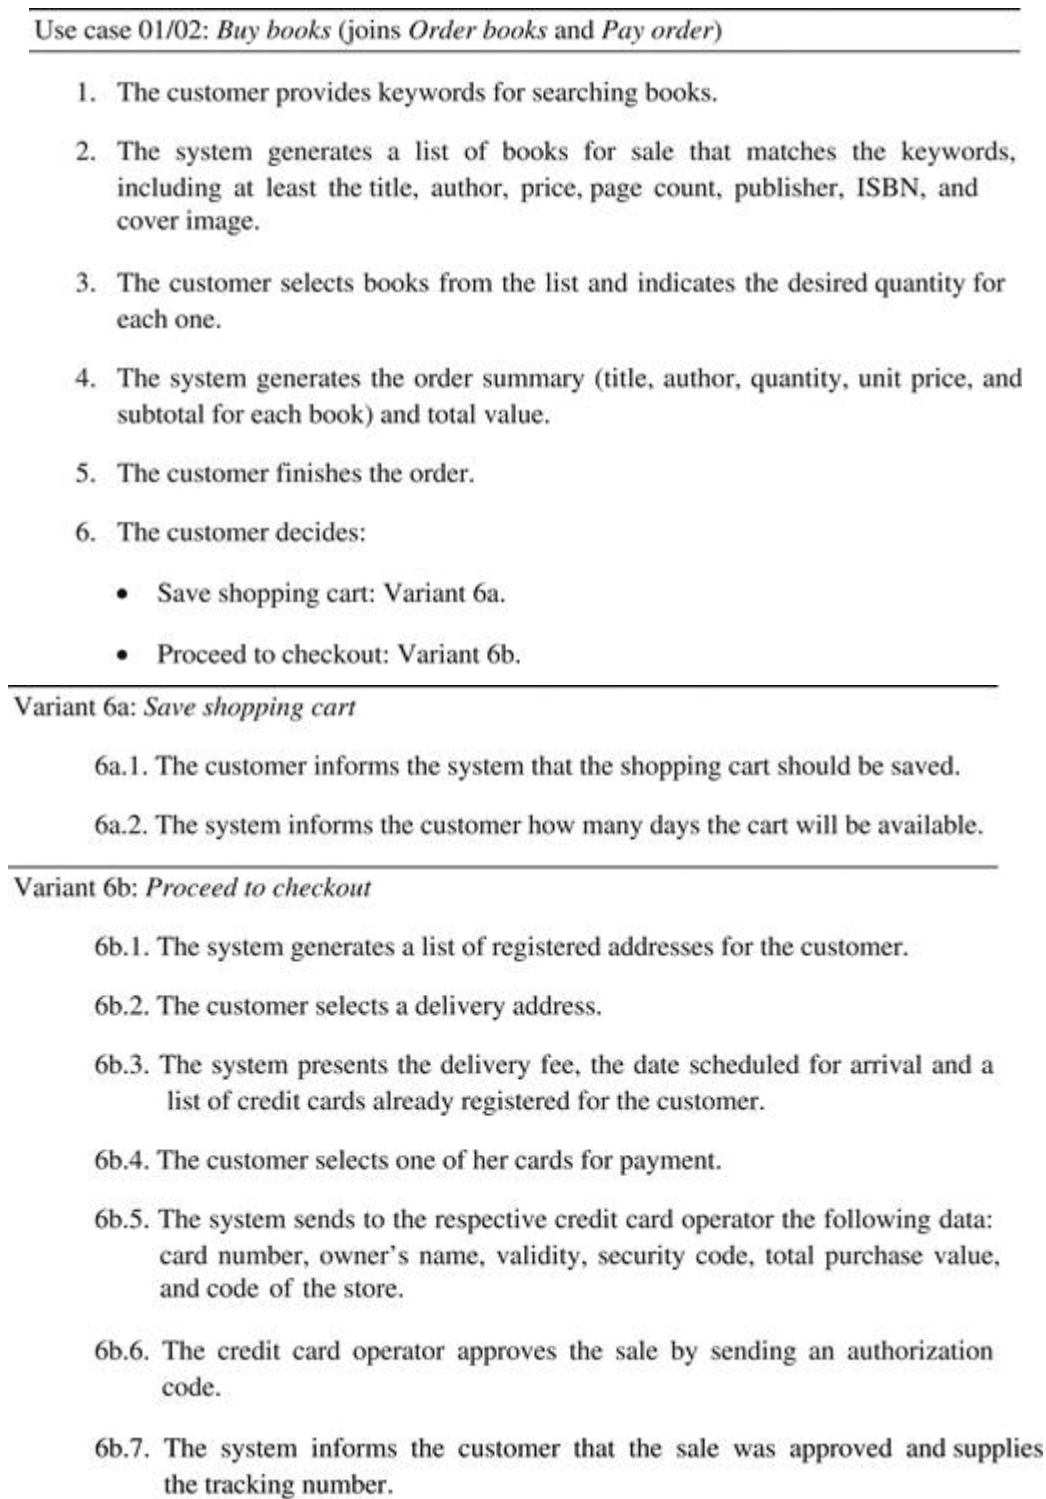 Use case 01/02: Buy books (joins Order books and Pay order)
1. The customer provides keywords for searching books.
2. The system generates a list of books for sale that matches the keywords,
including at least the title, author, price, page count, publisher, ISBN, and
cover image.
3. The customer selects books from the list and indicates the desired quantity for
each one.
4. The system generates the order summary (title, author, quantity, unit price, and
subtotal for each book) and total value.
5. The customer finishes the order.
6. The customer decides:
• Save shopping cart: Variant 6a.
• Proceed to checkout: Variant 6b.
Variant 6a: Save shopping cart
6a.1. The customer informs the system that the shopping cart should be saved.
6a.2. The system informs the customer how many days the cart will be available.
Variant 6b: Proceed to checkout
6b.1. The system generates a list of registered addresses for the customer.
6b.2. The customer selects a delivery address.
6b.3. The system presents the delivery fee, the date scheduled for arrival and a
list of credit cards already registered for the customer.
6b.4. The customer selects one of her cards for payment.
6b.5. The system sends to the respective credit card operator the following data:
card number, owner's name, validity, security code, total purchase value,
and code of the store.
6b.6. The credit card operator approves the sale by sending an authorization
code.
6b.7. The system informs the customer that the sale was approved and supplies
the tracking number.